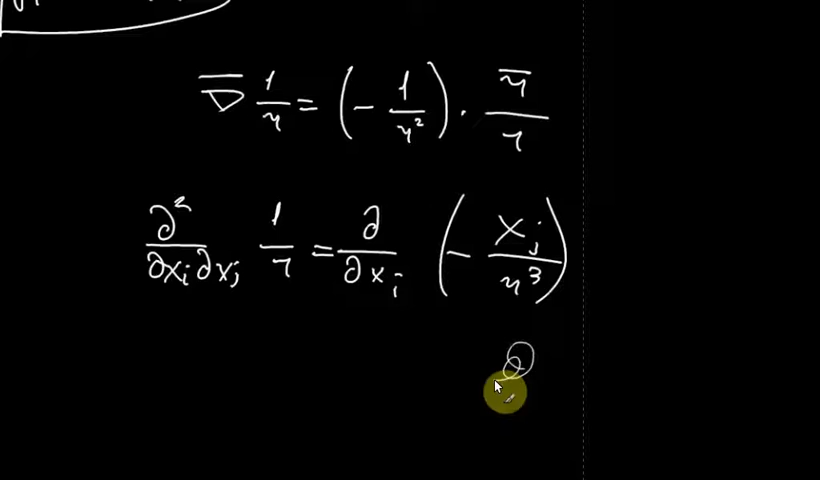 ∇̄ 1/r = (- 1/r²) · r̄/r
∂²/∂xᵢ∂xⱼ 1/r = ∂/∂xᵢ (- xⱼ/r³)